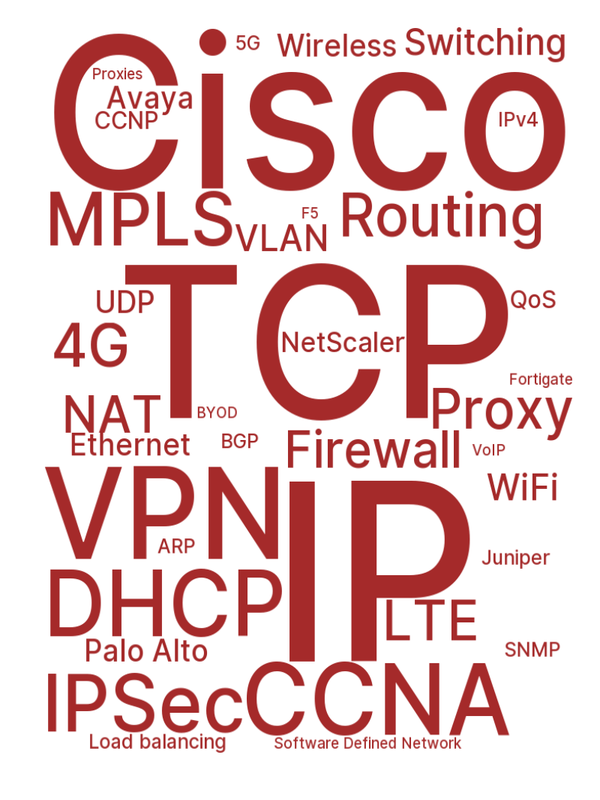 5G
Wireless
Switching
Cisco
Proxies
Avaya
CCNP
IPv4
MPLS
VLAN
F5
Routing
TCP
UDP
QoS
4G
NetScaler
Fortigate
NAT
BYOD
Proxy
Ethernet
BGP
Firewall
VoIP
VPN
IP
WiFi
ARP
Juniper
DHCP
LTE
Palo Alto
SNMP
IPSec
CCNA
Load balancing
Software Defined Network